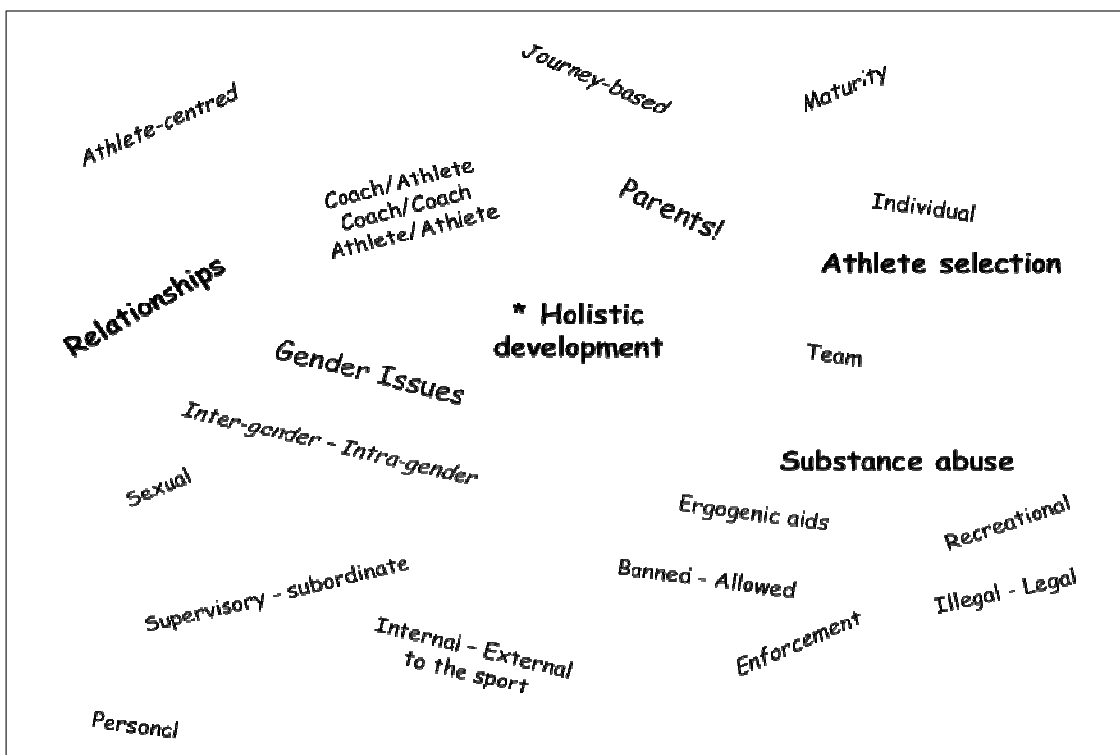 Journey-based
Maturity
Athlete-centred
Coach/Athlete
Coach/Coach
Athlete/Athlete
Parents!
Individual
Athlete selection
Relationships
* Holistic
development
Gender Issues
Team
Inter-gender - Intra-gender
Substance abuse
Sexual
Ergogenic aids
Recreational
Supervisory - subordinate
Banned - Allowed
Illegal - Legal
Internal - External
to the sport
Enforcement
Personal